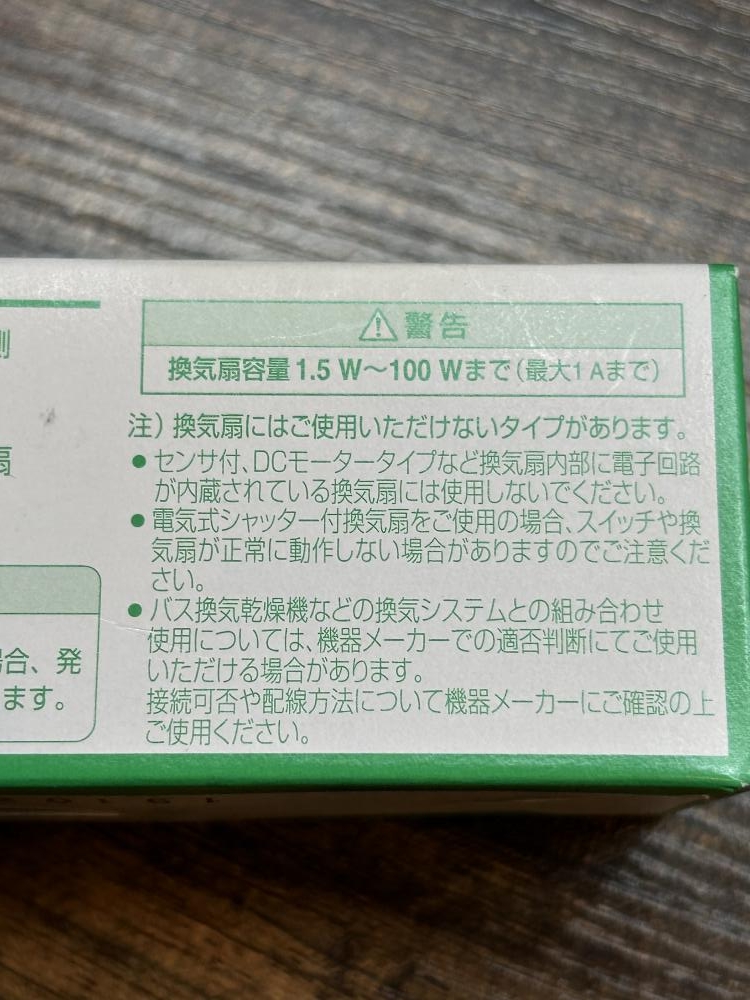 警告
換気扇容量1.5 W～100 Wまで（最大1 Aまで）
注）換気扇にはご使用いただけないタイプがあります。
●センサ付、DCモータータイプなど換気扇内部に電子回路
が内蔵されている換気扇には使用しないでください。
●電気式シャッター付換気扇をご使用の場合、スイッチや換
気扇が正常に動作しない場合がありますのでご注意くだ
さい。
●バス換気乾燥機などの換気システムとの組み合わせ
使用については、機器メーカーでの適否判断にてご使用
いただける場合があります。
接続可否や配線方法について機器メーカーにご確認の上
ご使用ください。
合、発
ます。